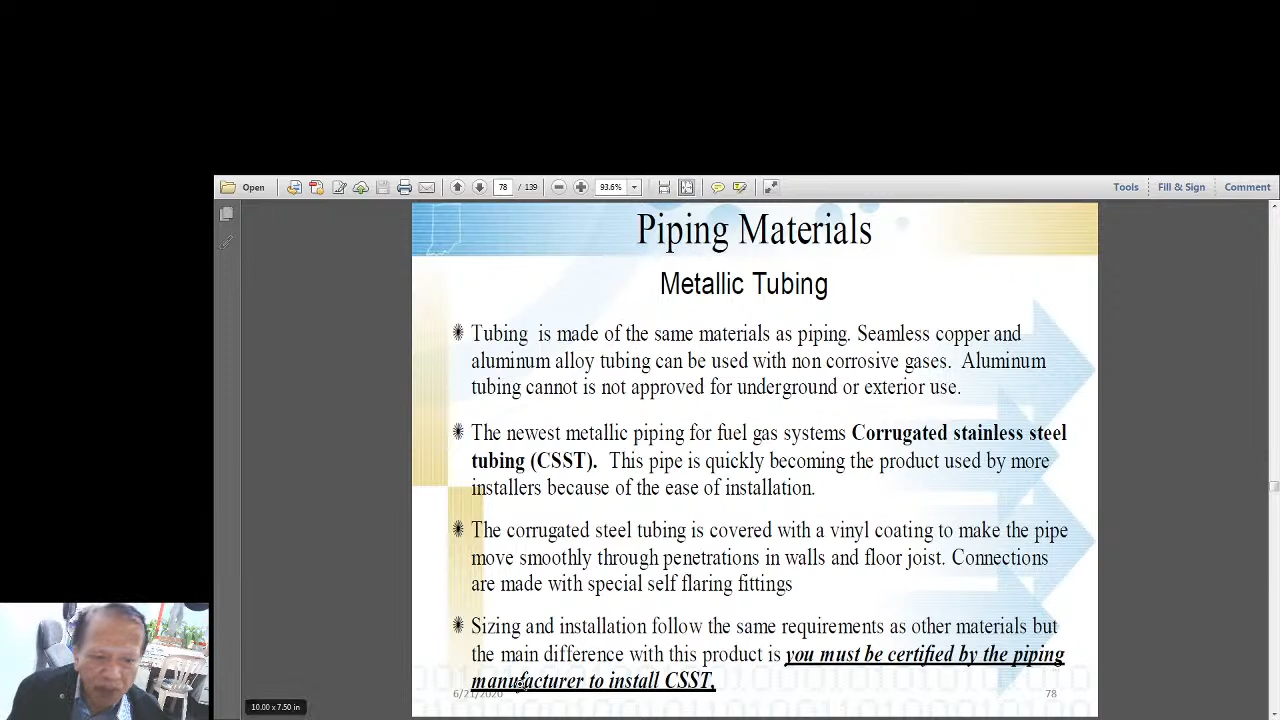 Open
78
/ 139
93.6%
Tools
Fill & Sign
Comment
Piping Materials
Metallic Tubing
Tubing is made of the same materials as piping. Seamless copper and
aluminum alloy tubing can be used with non corrosive gases. Aluminum
tubing cannot is not approved for underground or exterior use.
The newest metallic piping for fuel gas systems Corrugated stainless steel
tubing (CSST). This pipe is quickly becoming the product used by more
installers because of the ease of installation.
The corrugated steel tubing is covered with a vinyl coating to make the pipe
move smoothly through penetrations in walls and floor joist. Connections
are made with special self flaring fittings
Sizing and installation follow the same requirements as other materials but
the main difference with this product is you must be certified by the piping
manufacturer to install CSST.
6/21/2020
78
10.00 x 7.50 in